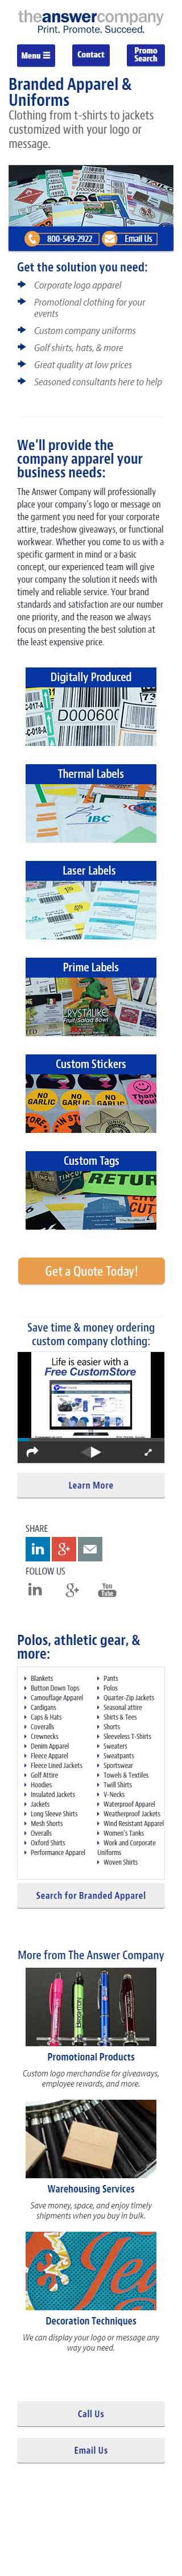 theanswercompany
Print. Promote. Succeed.
Menu
Contact
Promo
Search
Branded Apparel &
Uniforms
Clothing from t-shirts to jackets
customized with your logo or
message.
800-549-2922
Email Us
Get the solution you need:
Corporate logo apparel
Promotional clothing for your
events
Custom company uniforms
Golf shirts, hats, & more
Great quality at low prices
Seasoned consultants here to help
We'll provide the
company apparel your
business needs:
The Answer Company will professionally
place your company's logo or message on
the garment you need for your corporate
attire, tradeshow giveaways, or functional
workwear. Whether you come to us with a
specific garment in mind or a basic
concept, our experienced team will give
your company the solution it needs with
timely and reliable service. Your brand
standards and satisfaction are our number
one priority, and the reason we always
focus on presenting the best solution at
the least expensive price.
Digitally Produced
D00060
Thermal Labels
IBC
Laser Labels
Prime Labels
Custom Stickers
NO
GARLIC
NO
GARLIC
NO
GARLIC
Thank
You
Custom Tags
RETUR
CUT
Get a Quote Today!
Save time & money ordering
custom company clothing:
Life is easier with a
Free CustomStore
Learn More
SHARE
FOLLOW US
You
Tube
Polos, athletic gear, &
more:
Blankets
Button Down Tops
Camouflage Apparel
Cardigans
Caps & Hats
Coveralls
Crewnecks
Denim Apparel
Fleece Apparel
Fleece Lined Jackets
Golf Attire
Hoodies
Insulated Jackets
Jackets
Long Sleeve Shirts
Mesh Shorts
Overalls
Oxford Shirts
Performance Apparel
Pants
Polos
Quarter-Zip Jackets
Seasonal attire
Shirts & Tees
Shorts
Sleeveless T-Shirts
Sweaters
Sweatpants
Sportswear
Towels & Textiles
Twill Shirts
V-Necks
Waterproof Apparel
Weatherproof Jackets
Wind Resistant Apparel
Women's Tanks
Work and Corporate
Uniforms
Woven Shirts
Search for Branded Apparel
More from The Answer Company
Promotional Products
Custom logo merchandise for giveaways,
employee rewards, and more.
Warehousing Services
Save money, space, and enjoy timely
shipments when you buy in bulk.
Decoration Techniques
We can display your logo or message any
way you need.
Call Us
Email Us